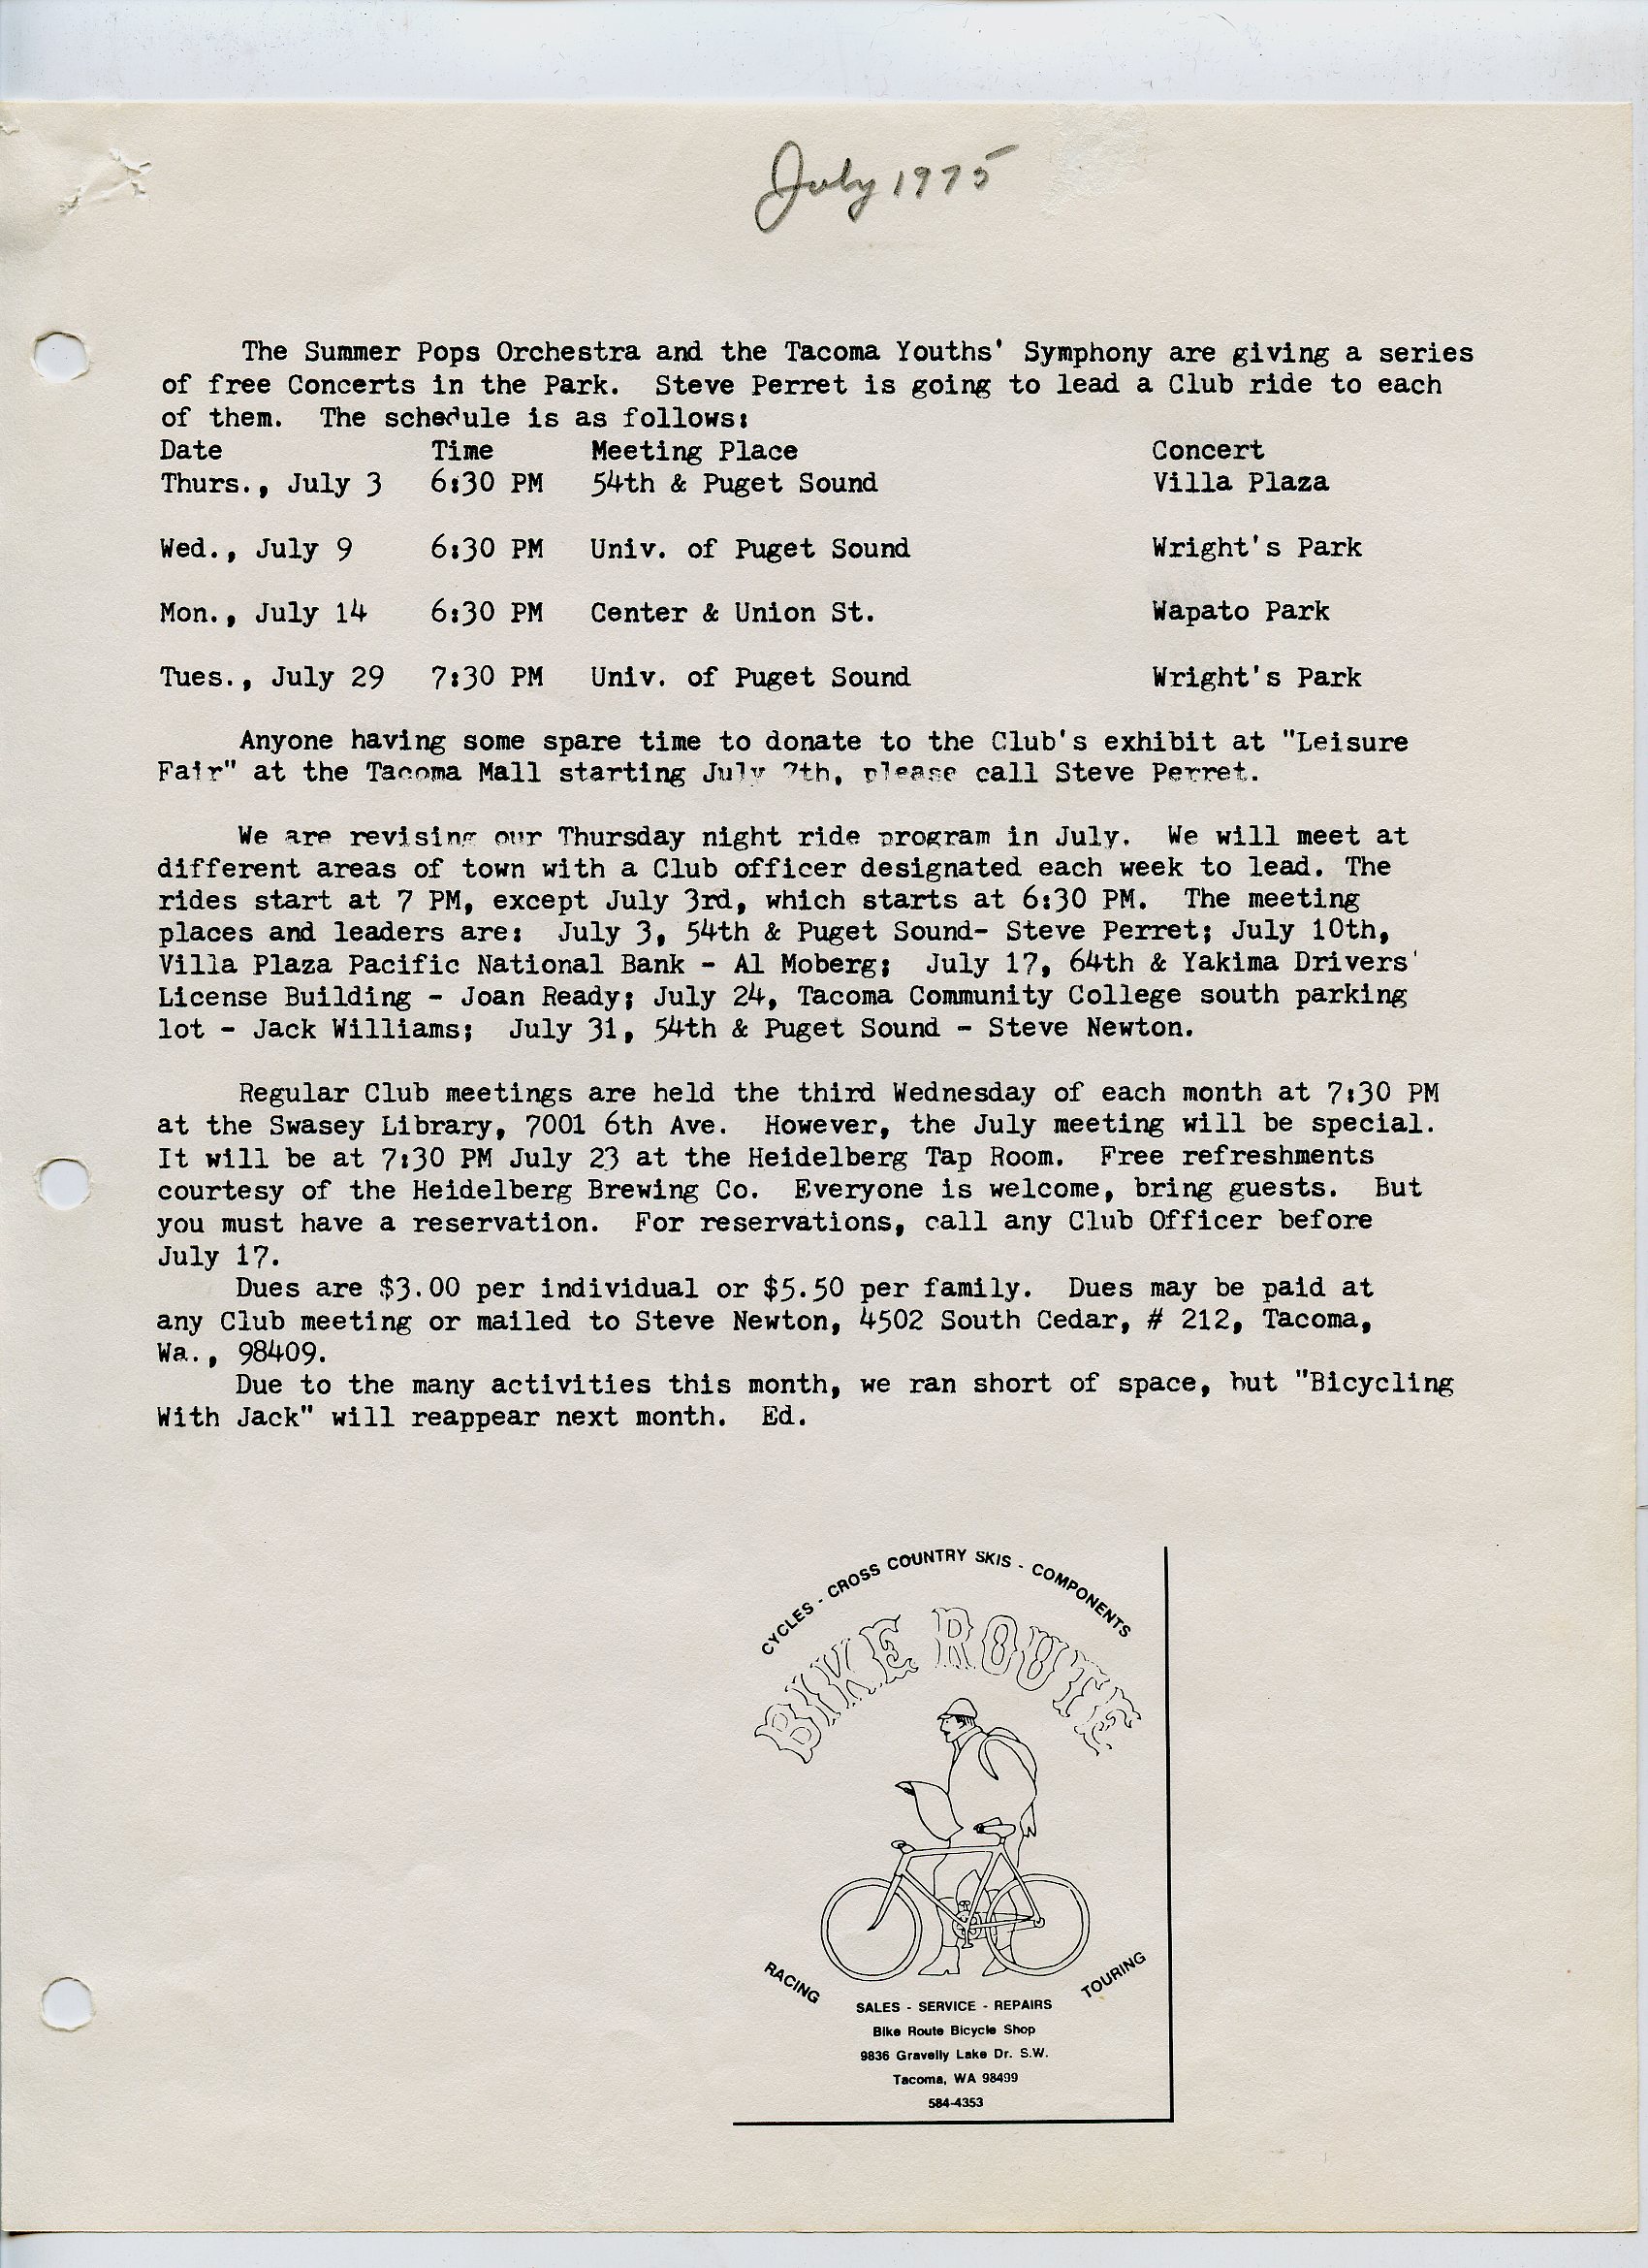 July 1975
The Summer Pops Orchestra and the Tacoma Youths' Symphony are giving a series
of free Concerts in the Park.  Steve Perret is going to lead a Club ride to each
of them.  The schedule is as follows:
Date Time Meeting Place Concert
Thurs., July 3 6:30 PM 54th & Puget Sound Villa Plaza
Wed., July 9 6:30 PM Univ. of Puget Sound Wright's Park
Mon., July 14 6:30 PM Center & Union St. Wapato Park
Tues., July 29 7:30 PM Univ. of Puget Sound Wright's Park
Anyone having some spare time to donate to the Club's exhibit at "Leisure
Fair" at the Tacoma Mall starting July 7th, please call Steve Perret.
We are revising our Thursday night ride program in July.  We will meet at
different areas of town with a Club officer designated each week to lead. The
rides start at 7 PM, except July 3rd, which starts at 6:30 PM.  The meeting
places and leaders are:  July 3, 54th & Puget Sound- Steve Perret; July 10th,
Villa Plaza Pacific National Bank - Al Moberg;  July 17, 64th & Yakima Drivers'
License Building - Joan Ready; July 24, Tacoma Community College south parking
lot - Jack Williams;  July 31, 54th & Puget Sound - Steve Newton.
Regular Club meetings are held the third Wednesday of each month at 7:30 PM
at the Swasey Library, 7001 6th Ave.  However, the July meeting will be special.
It will be at 7:30 PM July 23 at the Heidelberg Tap Room.  Free refreshments
courtesy of the Heidelberg Brewing Co.  Everyone is welcome, bring guests.  But
you must have a reservation.  For reservations, call any Club Officer before
July 17.
Dues are $3.00 per individual or $5.50 per family.  Dues may be paid at
any Club meeting or mailed to Steve Newton, 4502 South Cedar, # 212, Tacoma,
Wa., 98409.
Due to the many activities this month, we ran short of space, but "Bicycling
With Jack" will reappear next month.  Ed.
CYCLES - CROSS COUNTRY SKIS - COMPONENTS
BIKE ROUTE
RACING
TOURING
SALES - SERVICE - REPAIRS
Bike Route Bicycle Shop
9836 Gravelly Lake Dr. S.W.
Tacoma, WA 98499
584-4353